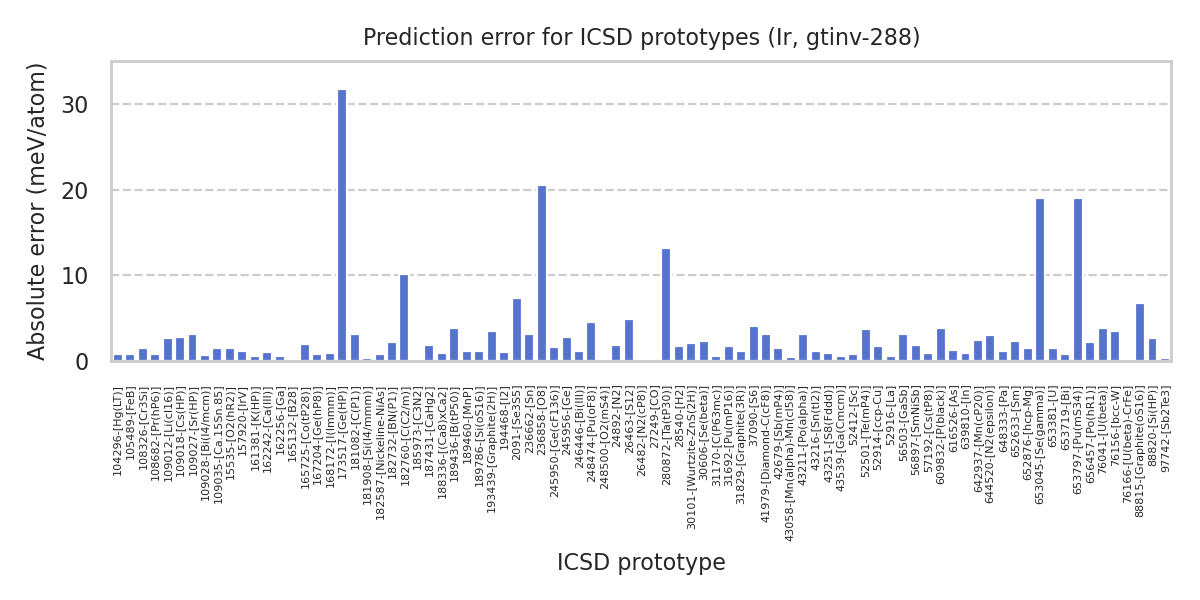 Prediction error for ICSD prototypes (Ir, gtinv-288)
Absolute error (meV/atom)
30
20
10
0
104296-[Hg(LT)]
105489-[FeB]
108326-[Cr3Si]
108682-[Pr(hP6)]
109012-[Li(cI16)]
109018-[Cs(HP)]
109027-[Sr(HP)]
109028-[Bi(I4/mcm)]
109035-[Ca.15Sn.85]
15535-[O2(hR2)]
157920-[IrV]
161381-[K(HP)]
162242-[Ca(III)]
162256-[Ga]
165132-[B28]
165725-[Co(tP28)]
167204-[Ge(hP8)]
168172-[I(Immm)]
173517-[Ge(HP)]
181082-[C(P1)]
181908-[Si(I4/mmm)]
182587-[Nickeline-NiAs]
182732-[BN(P1)]
182760-[C(C2/m)]
185973-[C3N2]
187431-[CaHg2]
188336-[(Ca8)xCa2]
189436-[B(tP50)]
189460-[MnP]
189786-[Si(oS16)]
193439-[Graphite(2H)]
194468-[I2]
2091-[Se3S5]
236662-[Sn]
236858-[O8]
245950-[Ge(cF136)]
245956-[Ge]
246446-[Bi(III)]
248474-[Pu(oF8)]
248500-[O2(mS4)]
24892-[N2]
26463-[S12]
26482-[N2(cP8)]
27249-[CO]
280872-[Ta(tP30)]
28540-[H2]
30101-[Wurtzite-ZnS(2H)]
30606-[Se(beta)]
31170-[C(P63mc)]
31692-[Pu(mP16)]
31829-[Graphite(3R)]
37090-[S6]
41979-[Diamond-C(cF8)]
42679-[Sb(mP4)]
43058-[Mn(alpha)-Mn(cI58)]
43211-[Po(alpha)]
43216-[Sn(tI2)]
43251-[S8(Fddd)]
43539-[Ga(Cmcm)]
52412-[Sc]
52501-[Te(mP4)]
52914-[ccp-Cu]
52916-[La]
56503-[GaSb]
56897-[SmNiSb]
57192-[Cs(tP8)]
609832-[P(black)]
616526-[As]
639810-[In]
642937-[Mn(cP20)]
644520-[N2(epsilon)]
648333-[Pa]
652633-[Sm]
652876-[hcp-Mg]
653045-[Se(gamma)]
653381-[U]
653719-[Pu(mS34)]
653797-[Pu(mS34)]
656457-[Po(hR1)]
76041-[U(beta)]
76156-[bcc-W]
76166-[U(beta)-CrFe]
88815-[Graphite(oS16)]
88820-[Si(HP)]
97742-[Sb2Te3]
ICSD prototype